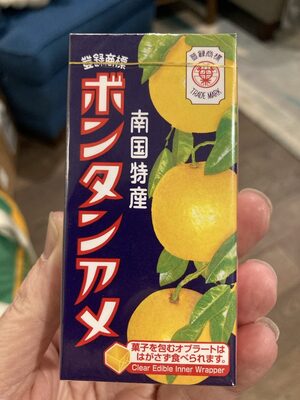 登録商標
ボンタンアメ
南国特産
登録商標
TRADE MARK
菓子を包むオブラートは
はがさず食べられます。
Clear Edible Inner Wrapper